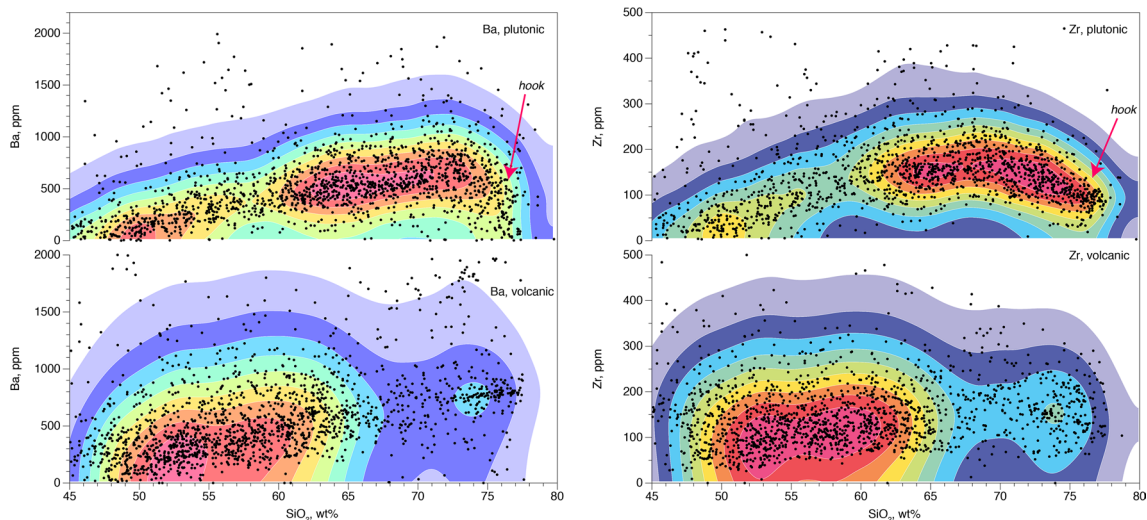 2000
1500
1000
500
0
Ba, ppm
Ba, plutonic
hook
500
400
300
200
100
0
Zr, ppm
Zr, plutonic
hook
2000
1500
1000
500
0
Ba, ppm
Ba, volcanic
45 50 55 60 65 70 75 80
SiO₂, wt%
500
400
300
200
100
0
Zr, ppm
Zr, volcanic
45 50 55 60 65 70 75 80
SiO₂, wt%